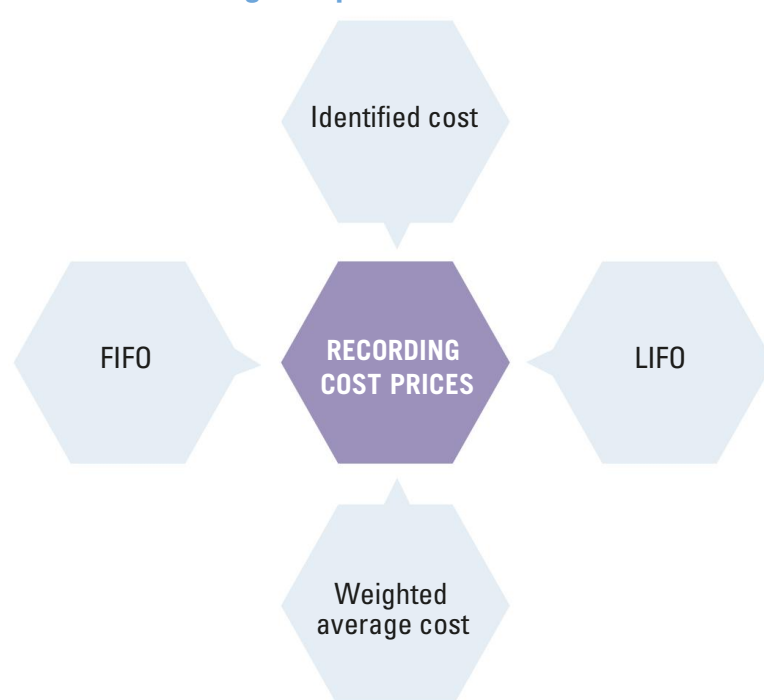 Identified cost
FIFO
RECORDING
COST PRICES
LIFO
Weighted
average cost